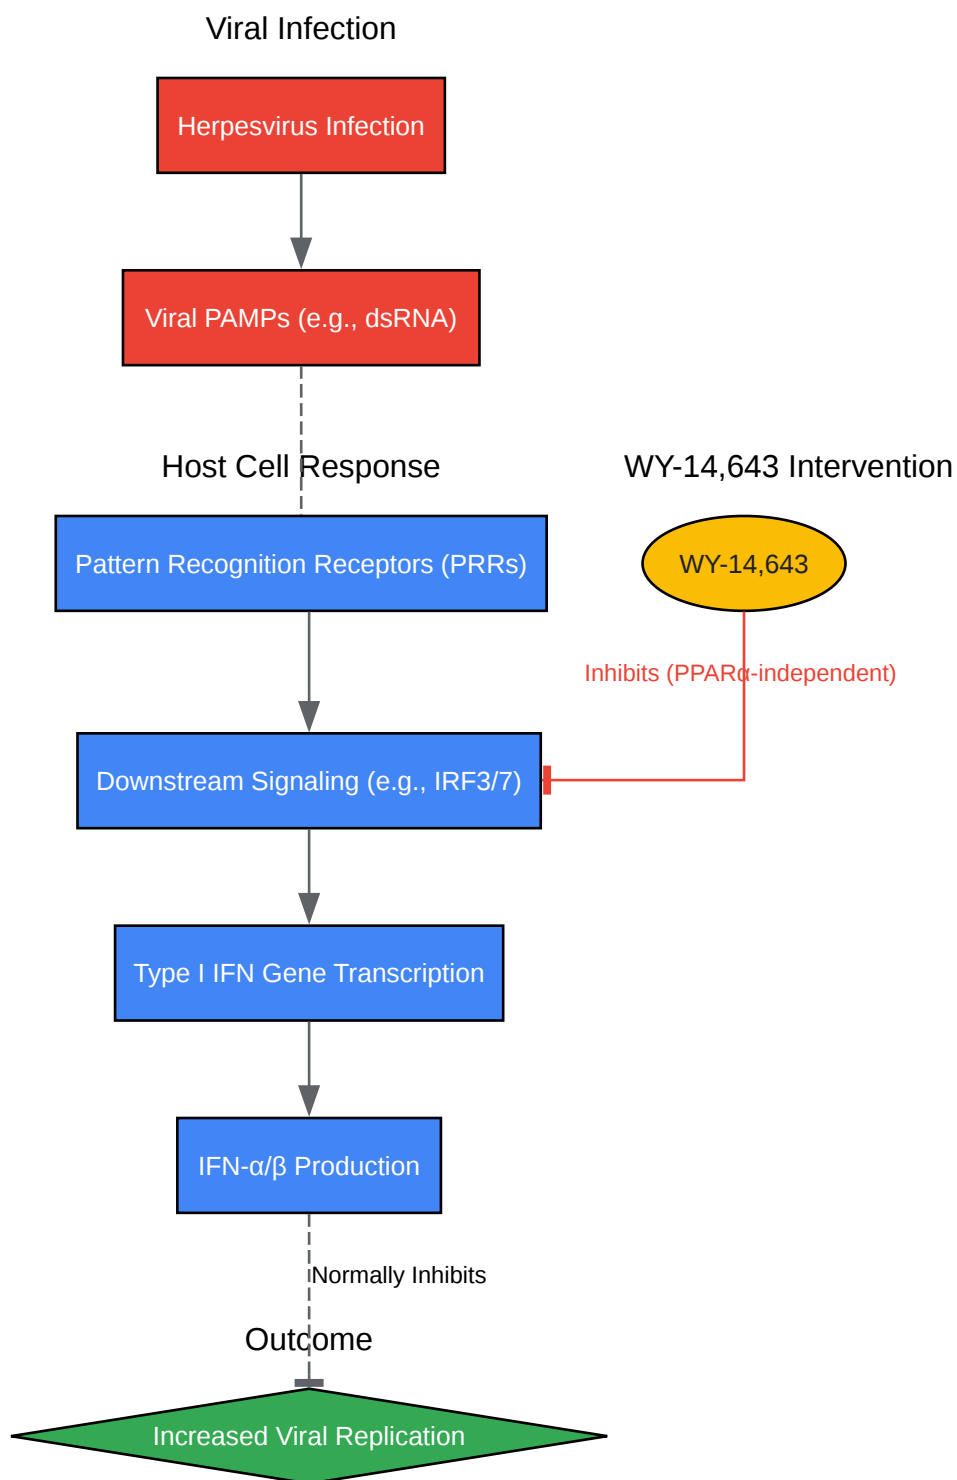 Viral Infection
Herpesvirus Infection
Viral PAMPs (e.g., dsRNA)
Host Cell Response
WY-14,643 Intervention
Pattern Recognition Receptors (PRRs)
WY-14,643
Inhibits (PPARα-independent)
Downstream Signaling (e.g., IRF3/7)
Type I IFN Gene Transcription
IFN-α/β Production
Normally Inhibits
Outcome
Increased Viral Replication